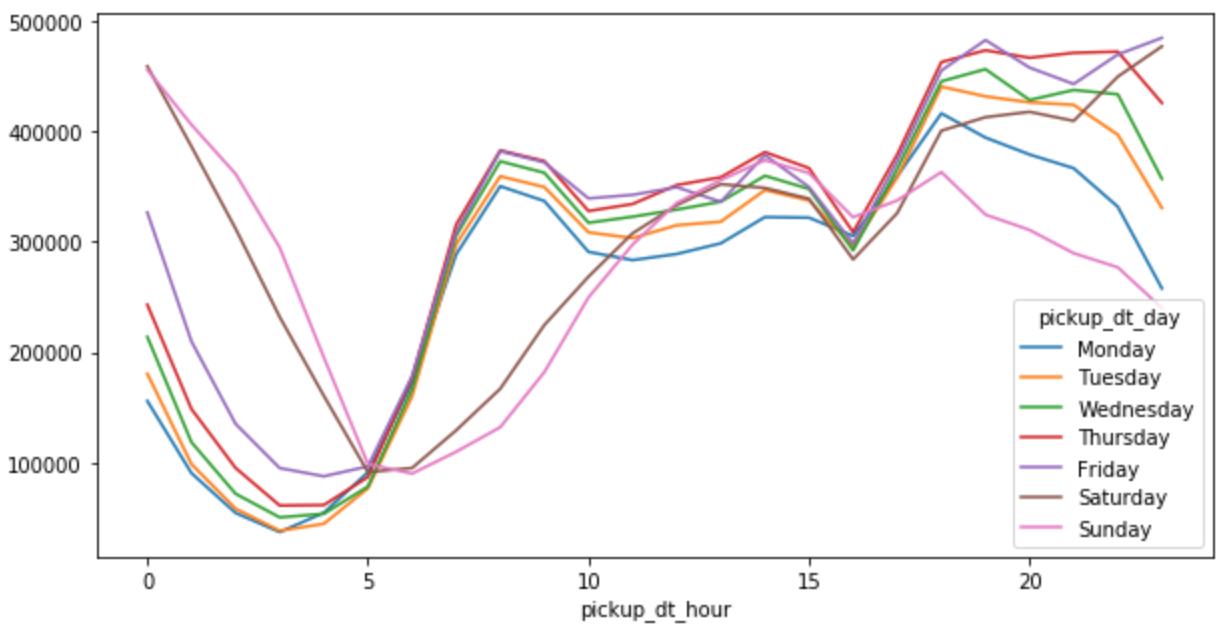 500000
400000
300000
200000
100000
0 5 10 15 20
pickup_dt_hour
pickup_dt_day
Monday
Tuesday
Wednesday
Thursday
Friday
Saturday
Sunday